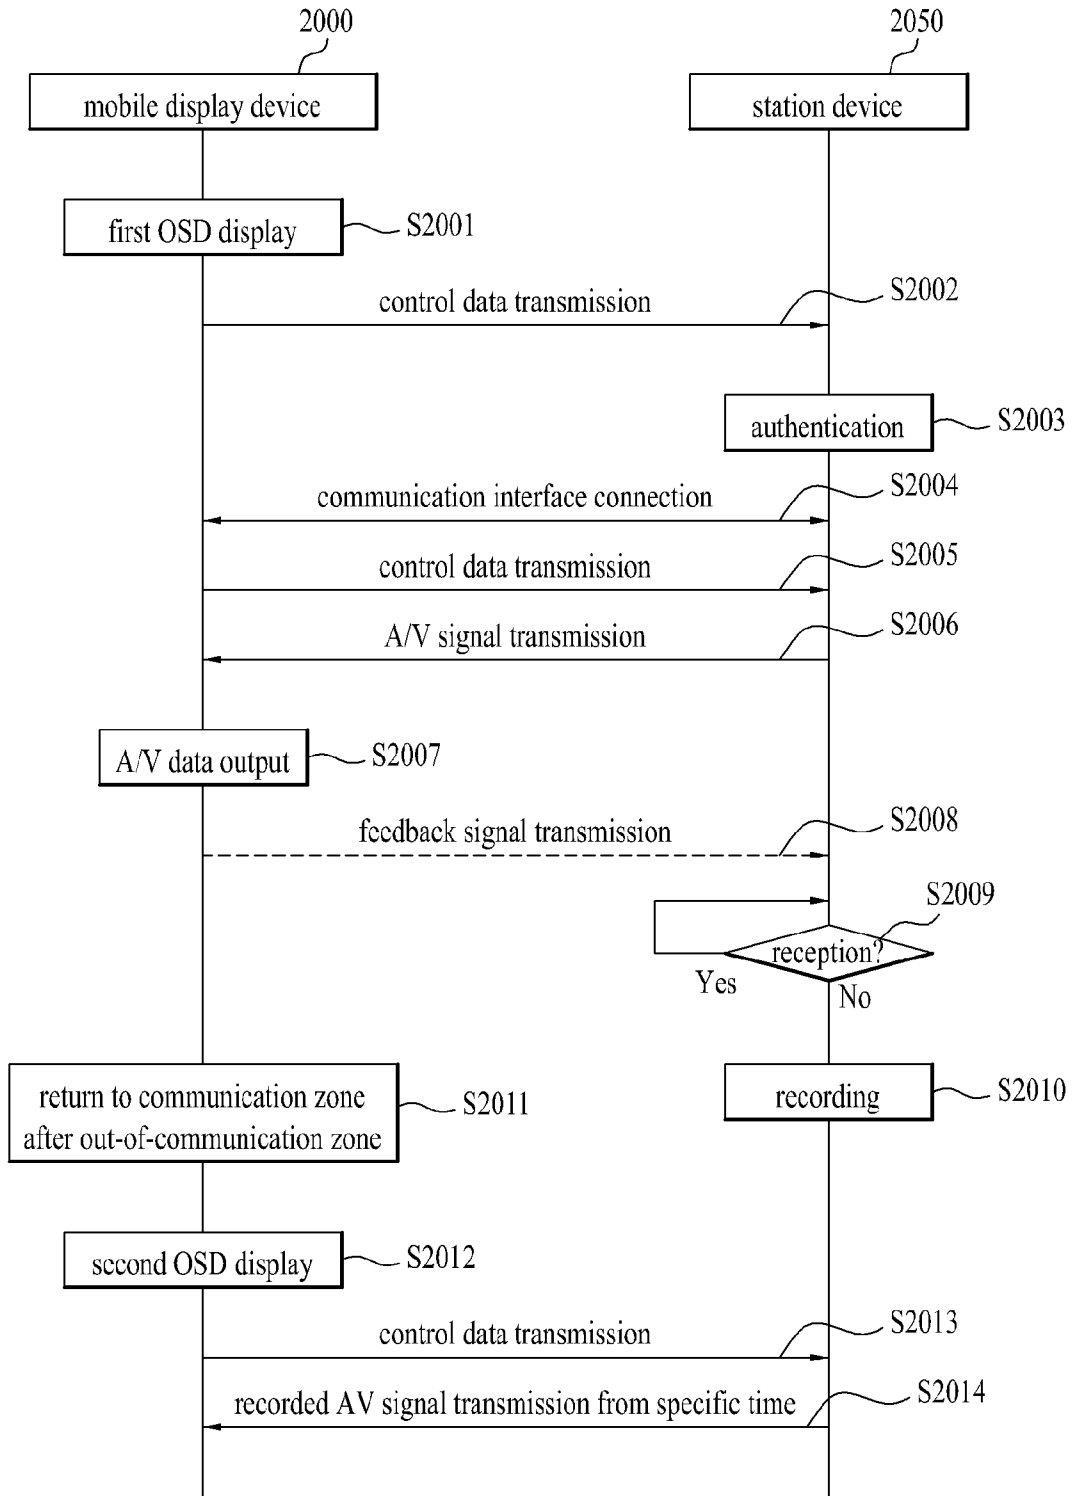 2000
2050
mobile display device
station device
first OSD display
S2001
control data transmission
S2002
authentication
S2003
communication interface connection
S2004
control data transmission
S2005
A/V signal transmission
S2006
A/V data output
S2007
feedback signal transmission
S2008
S2009
reception?
Yes
No
return to communication zone
after out-of-communication zone
S2011
recording
S2010
second OSD display
S2012
control data transmission
S2013
recorded AV signal transmission from specific time
S2014